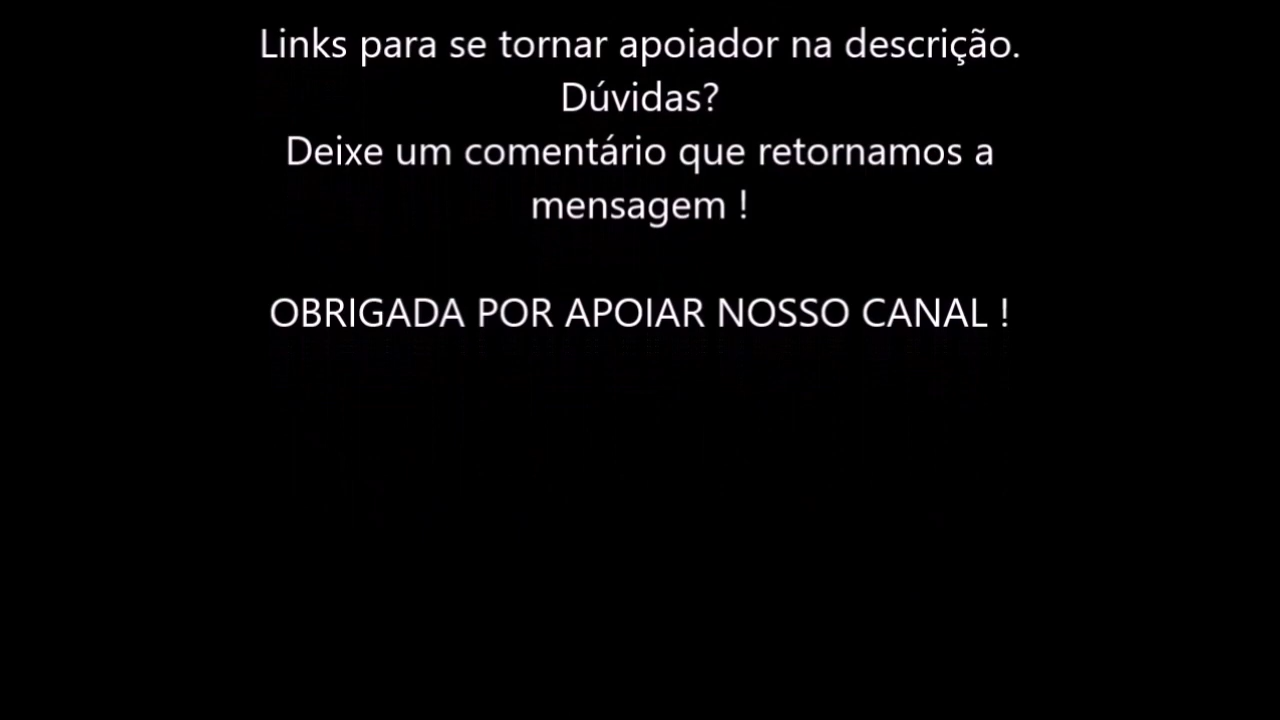 Links para se tornar apoiador na descrição.
Dúvidas?
Deixe um comentário que retornamos a
mensagem !
OBRIGADA POR APOIAR NOSSO CANAL !